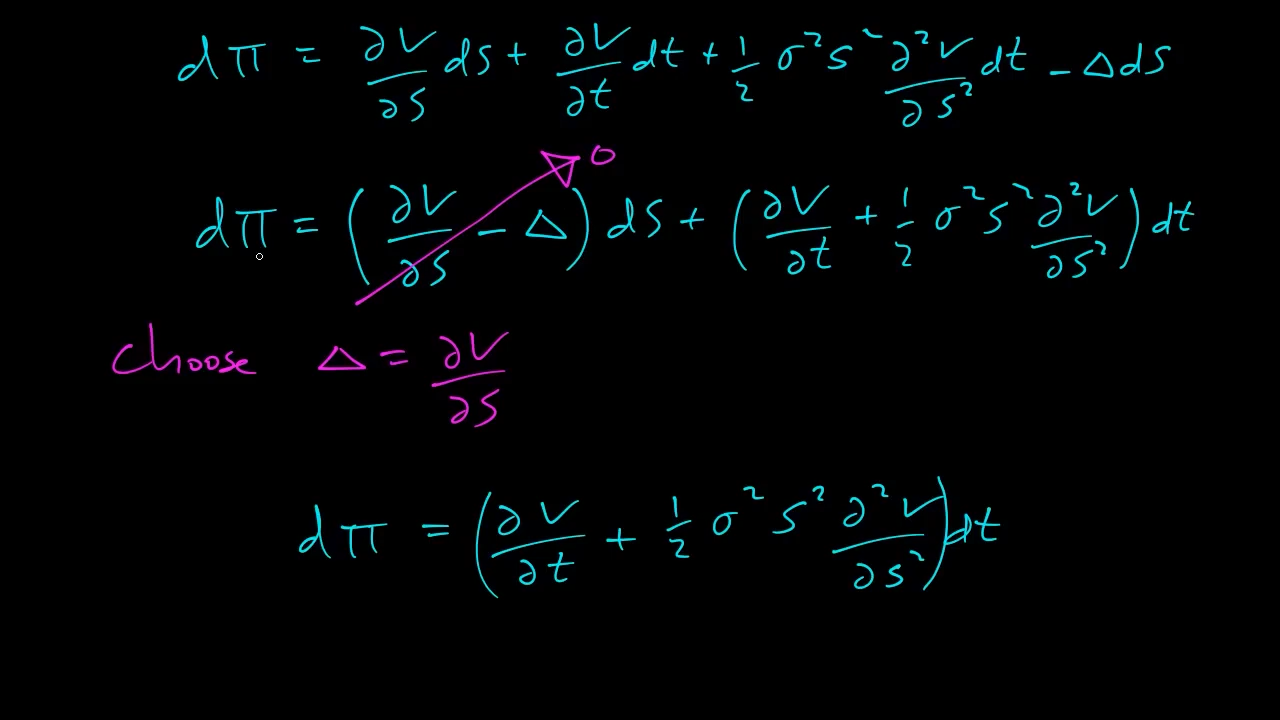 dπ = ∂V/∂S dS + ∂V/∂t dt + 1/2 σ²S² ∂²V/∂S² dt - ΔdS
dπ = (∂V/∂S - Δ) dS + (∂V/∂t + 1/2 σ²S² ∂²V/∂S²) dt
0
Choose Δ = ∂V/∂S
dπ = (∂V/∂t + 1/2 σ²S² ∂²V/∂S²) dt